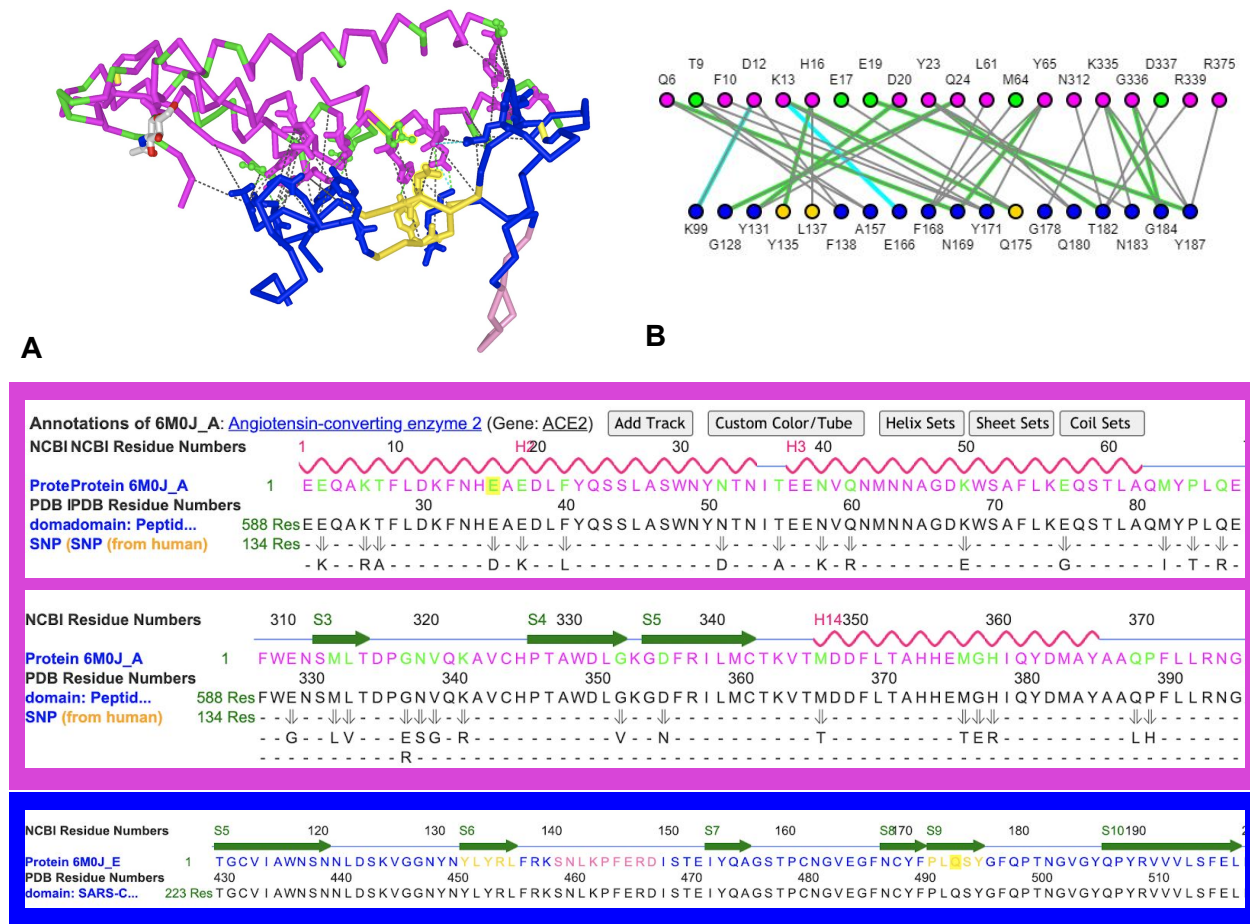 T9 D12 H16 E19 Y23 L61 Y65 K335 D337 R375
Q6 F10 K13 E17 D20 Q24 M64 N312 G336 R339
K99 Y131 L137 A157 F168 Y171 G178 T182 G184
G128 Y135 F138 E166 N169 Q175 Q180 N183 Y187
A
B
Annotations of 6M0J_A: Angiotensin-converting enzyme 2 (Gene: ACE2) Add Track Custom Color/Tube Helix Sets Sheet Sets Coil Sets
NCBI NCBI Residue Numbers 1 10 H2 20 30 H3 40 50 60
ProteProtein 6M0J_A 1 EEQAKTFLDKFNHEAEDLFYQSSLASWNYNTNITEENVQNMNNAGDKWSAFLKEQSTLAQMYPLQE
PDB IPDB Residue Numbers 30 40 50 60 70 80
domadomain: Peptid... 588 Res EEQAKTFLDKFNHEAEDLFYQSSLASWNYNTNITEENVQNMNNAGDKWSAFLKEQSTLAQMYPLQE
SNP (SNP (from human) 134 Res
- K - - R A - - - - - - - D - K - - L - - - - - - - - - - D - - - A - - K - R - - - - - - - E - - - - - - G - - - - - - I - T - R -
NCBI Residue Numbers 310 S3 320 S4 330 S5 340 H14 350 360 370
Protein 6M0J_A 1 FWENSMLTDPGNVQKAVCHPTAWDLGKGDFRILMCTKVTMDDFLTAHHEMGHIQYDMAYAAQPFLLRNG
PDB Residue Numbers 330 340 350 360 370 380 390
domain: Peptid... 588 Res FWENSMLTDPGNVQKAVCHPTAWDLGKGDFRILMCTKVTMDDFLTAHHEMGHIQYDMAYAAQPFLLRNG
SNP (from human) 134 Res
- - G - - L V - - - E S G - R - - - - - - - - - - V - - N - - - - - - - - - - T - - - - - - - - - T E R - - - - - - - - - L H - - - - - - -
- - - - - - - - - - R - - - - - - - - - - - - - - - - - - - - - - - - - - - - - - - - - - - - - - - - - - - - - - - - - - - - - - - - - -
NCBI Residue Numbers S5 120 130 S6 140 150 S7 160 S8 170 S9 180 S10 190
Protein 6M0J_E 1 TGCVIAWNSNNLDSKVGGNYNYLYRLFRKSNLKPFERDISTEIYQAGSTPCNGVEGFNCYFPLQSYGFQPTNGVGYQPYRVVVLSFEL
PDB Residue Numbers 430 440 450 460 470 480 490 500 510
domain: SARS-C... 223 Res TGCVIAWNSNNLDSKVGGNYNYLYRLFRKSNLKPFERDISTEIYQAGSTPCNGVEGFNCYFPLQSYGFQPTNGVGYQPYRVVVLSFEL